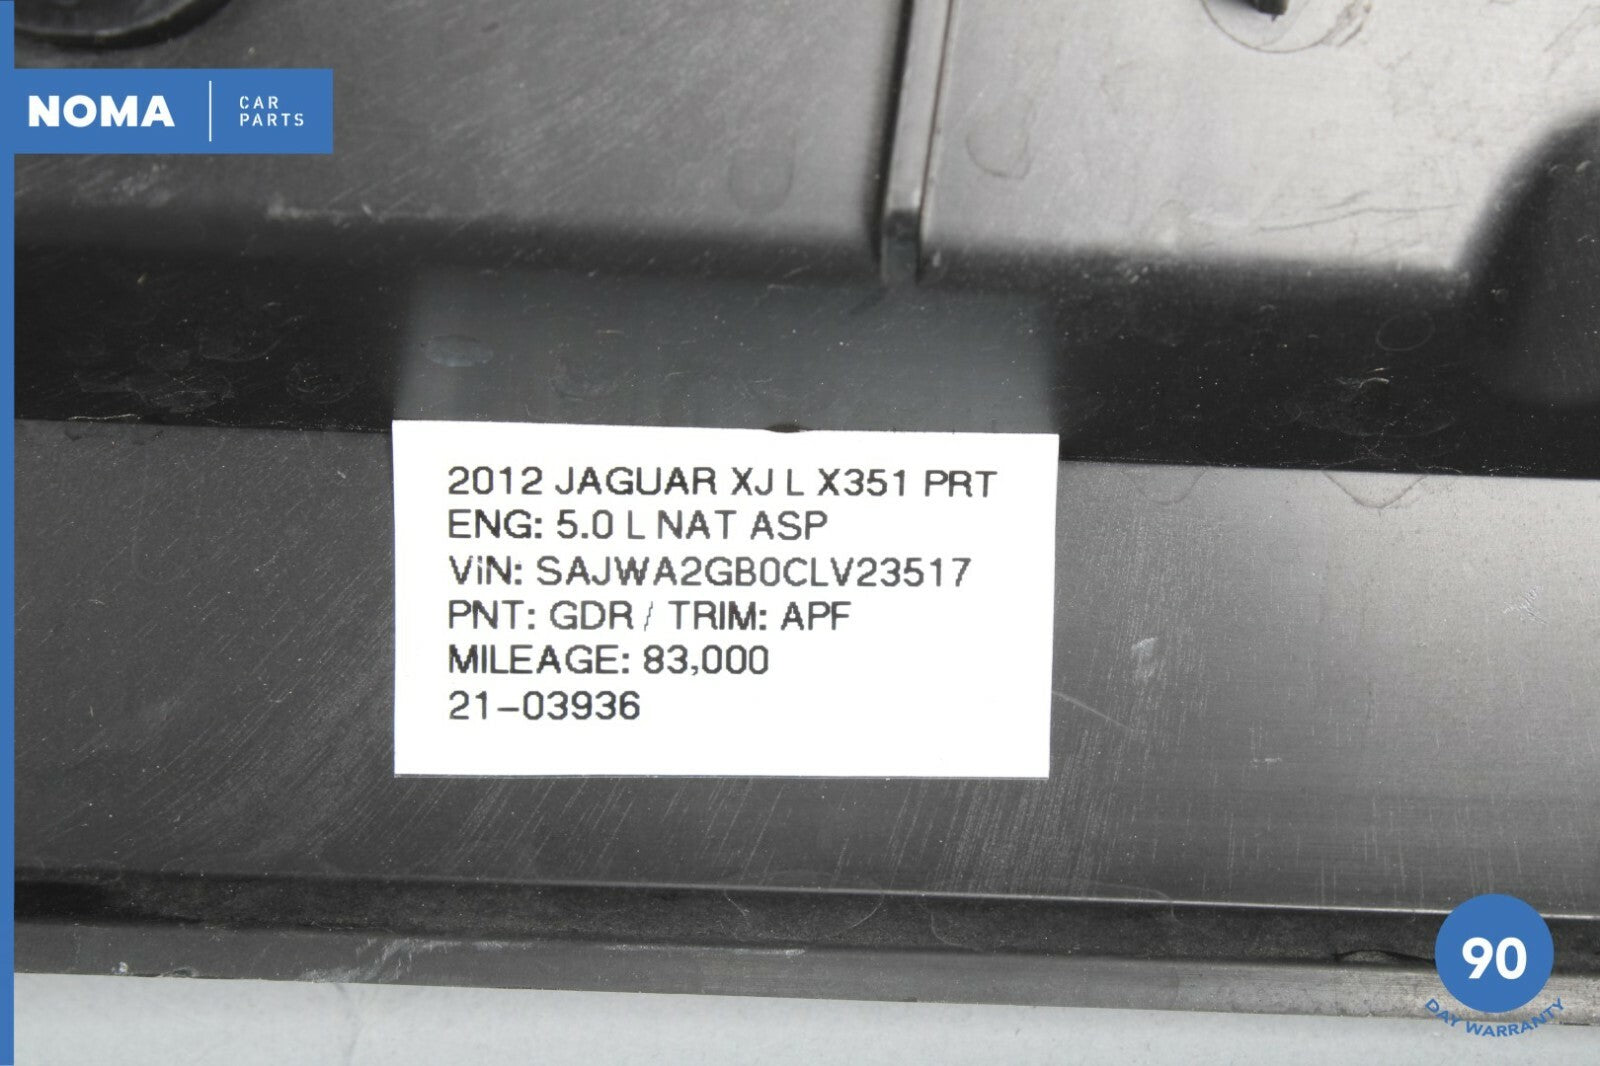 NOMA
CAR
PARTS
2012 JAGUAR XJ L X351 PRT
ENG: 5.0 L NAT ASP
ViN: SAJWA2GB0CLV23517
PNT: GDR / TRIM: APF
MILEAGE: 83,000
21-03936
90
DAY WARRANTY